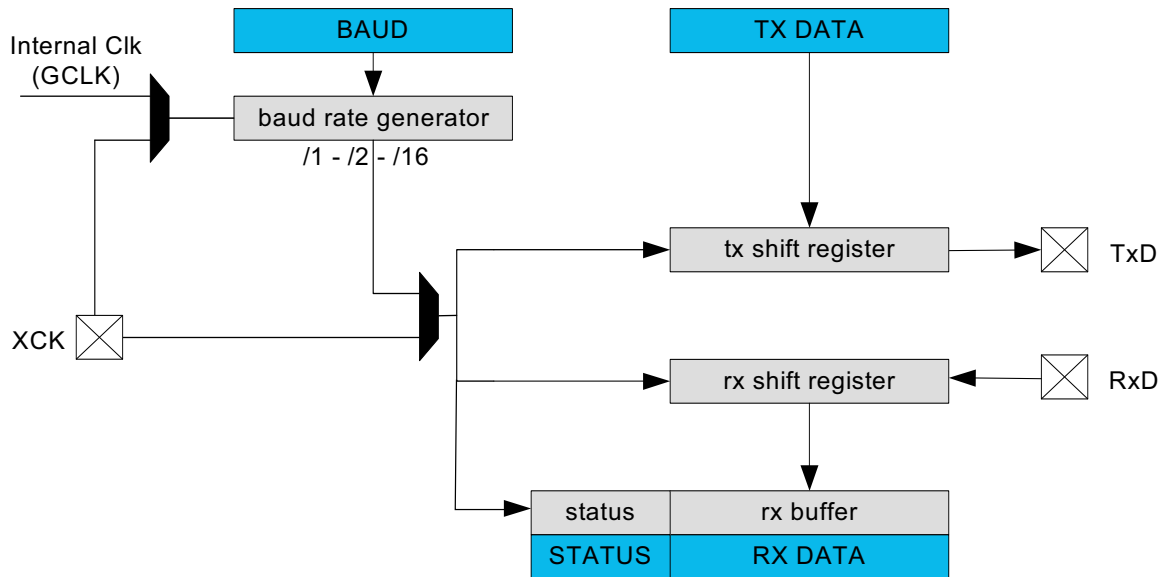 BAUD
TX DATA
Internal Clk
(GCLK)
baud rate generator
/1 - /2 - /16
tx shift register
TxD
XCK
rx shift register
RxD
status
rx buffer
STATUS
RX DATA